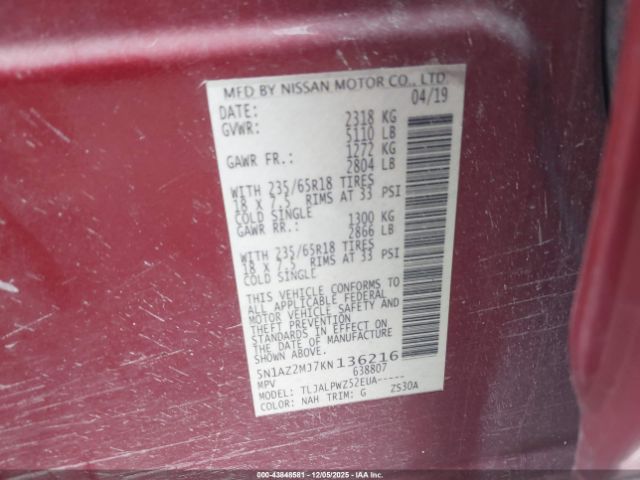 MFD BY NISSAN MOTOR CO., LTD.
DATE: 04/19
GVWR: 2318 KG
5110 LB
GAWR FR.: 1272 KG
2804 LB
WITH 235/65R18 TIRES
18 X 7.5 RIMS AT 33 PSI
COLD SINGLE
GAWR RR.: 1300 KG
2866 LB
WITH 235/65R18 TIRES
18 X 7.5 RIMS AT 33 PSI
COLD SINGLE
THIS VEHICLE CONFORMS TO
ALL APPLICABLE FEDERAL
MOTOR VEHICLE SAFETY AND
THEFT PREVENTION
STANDARDS IN EFFECT ON
THE DATE OF MANUFACTURE
SHOWN ABOVE.
5N1AZ2MJ7KN136216
MPV 638807
MODEL: TLJALPWZ52EUA-----
COLOR: NAH TRIM: G ZS30A
000-43848581 - 12/05/2025 - IAAI.COM